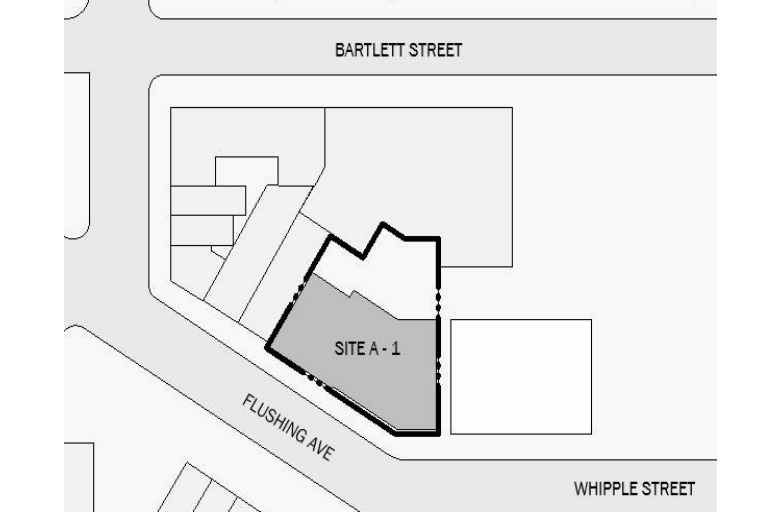 BARTLETT STREET
SITE A - 1
FLUSHING AVE
WHIPPLE STREET